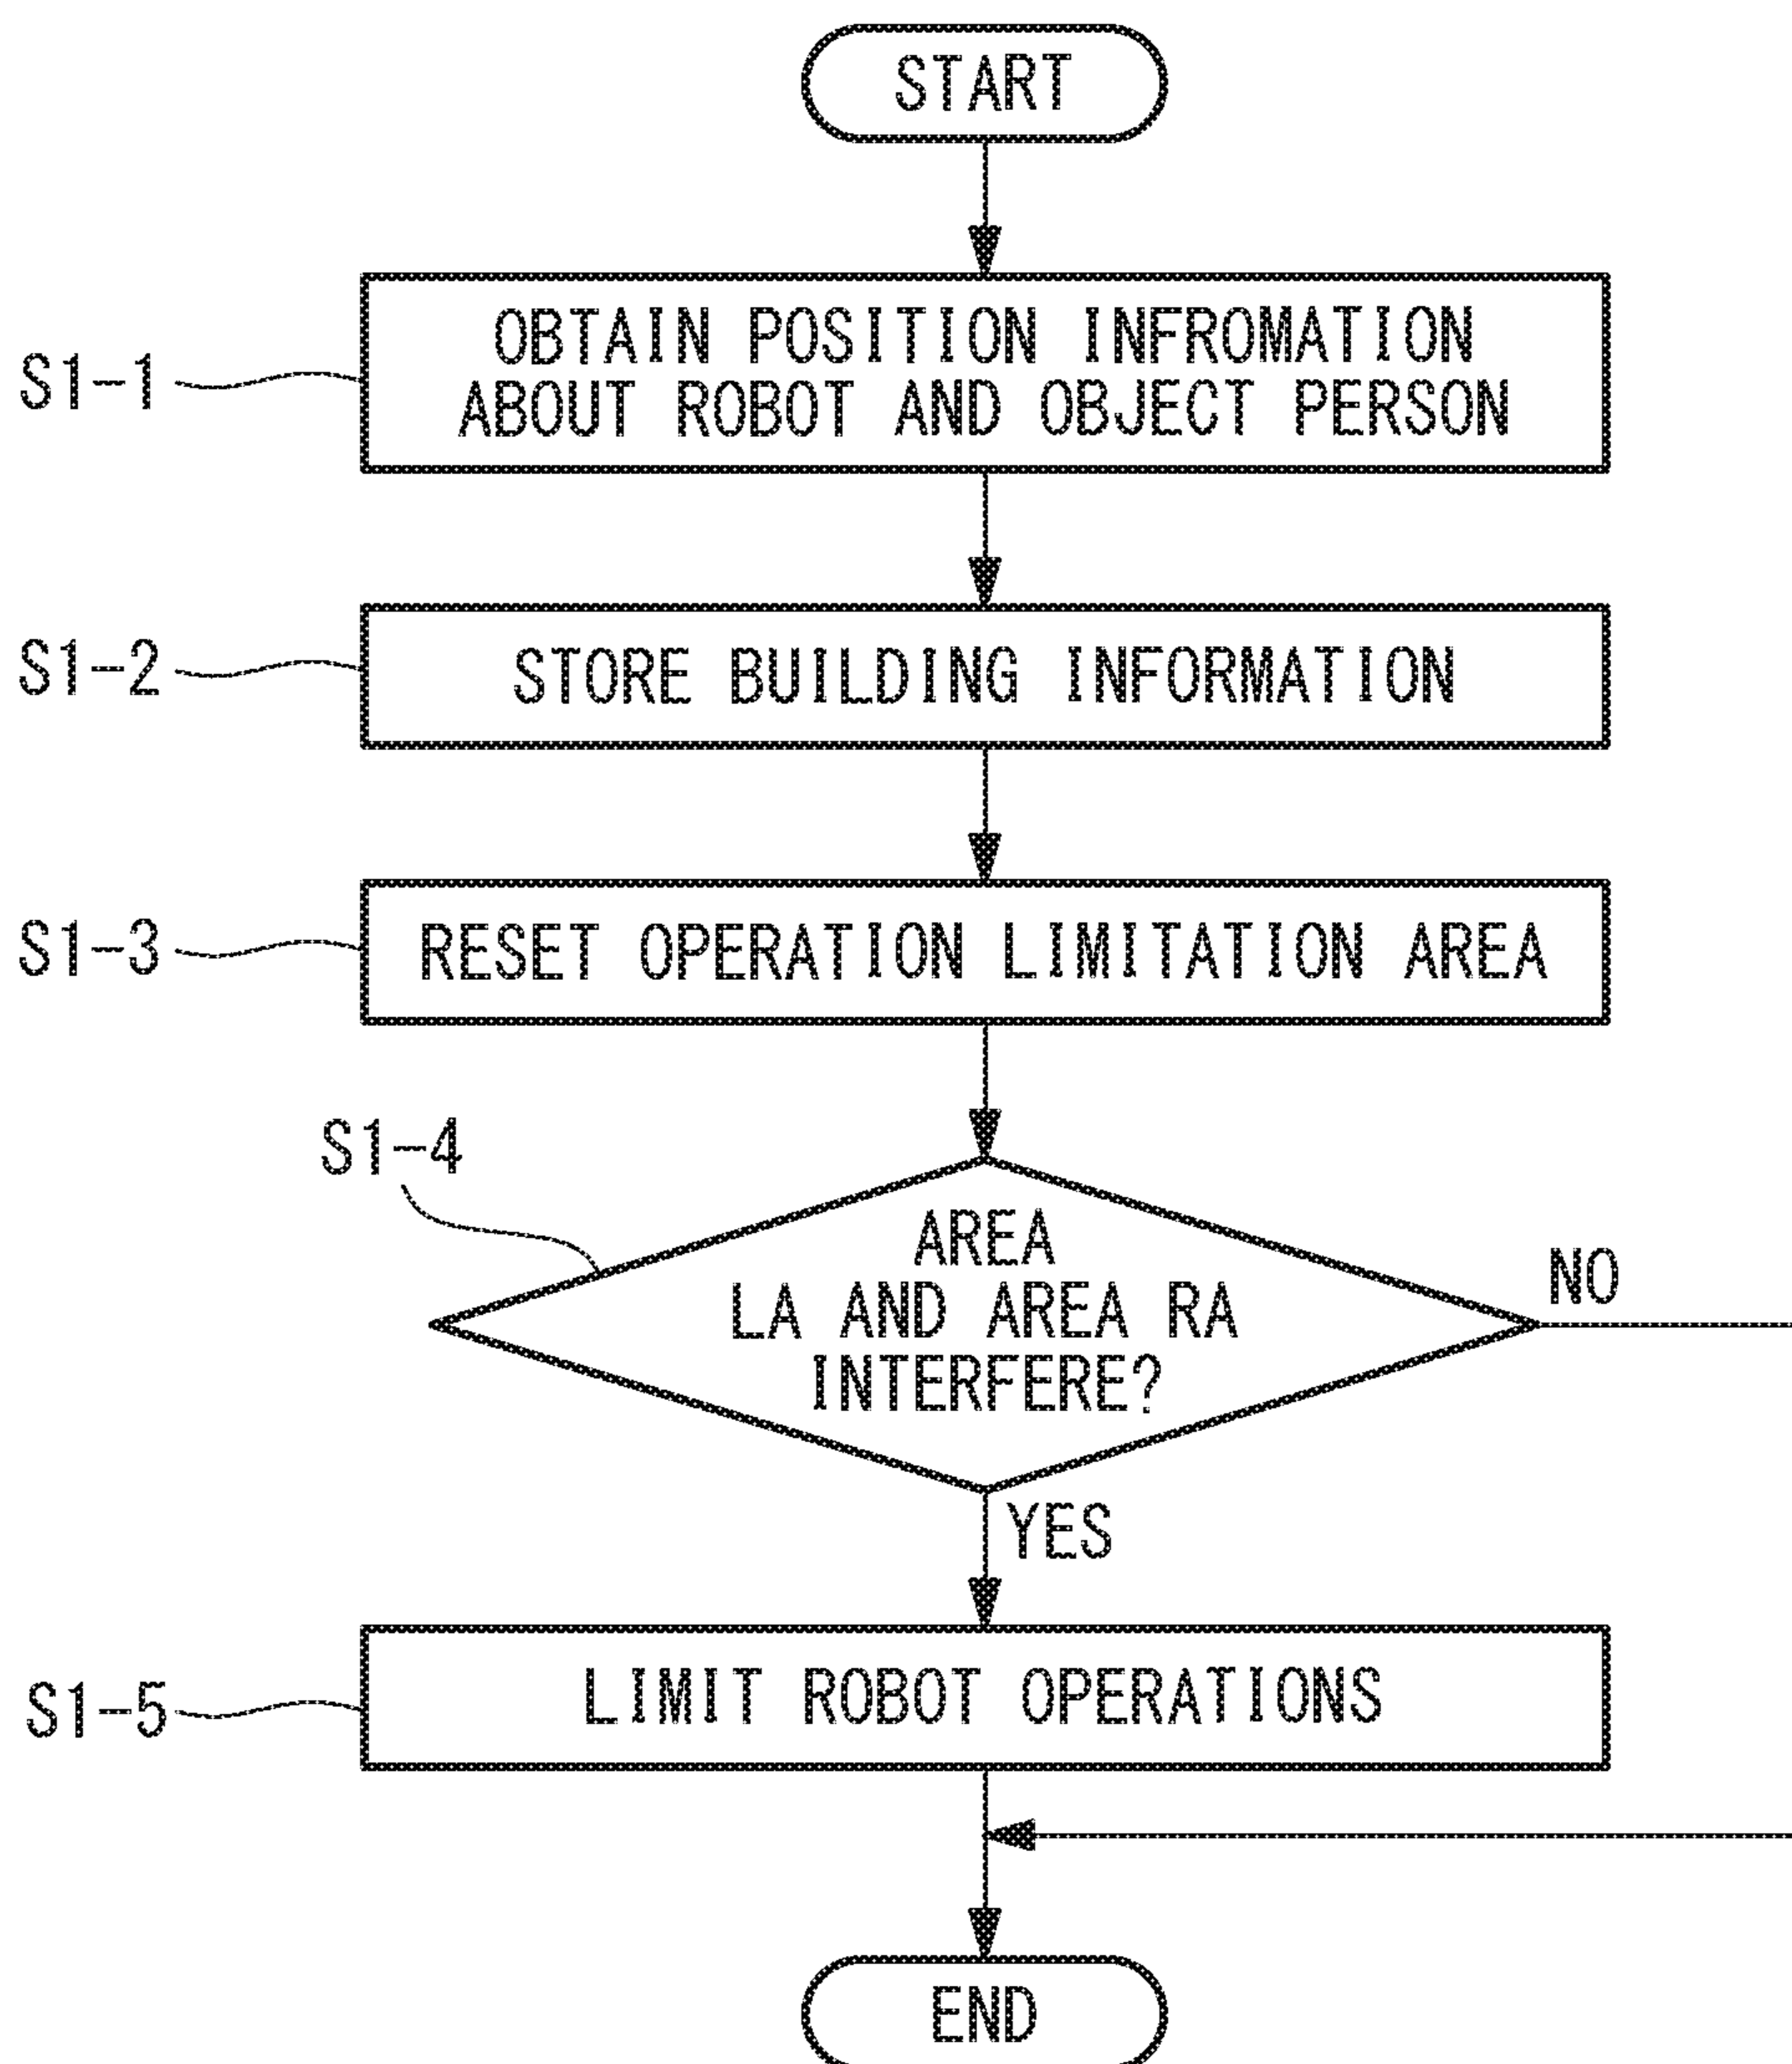 START
S1-1
OBTAIN POSITION INFROMATION
ABOUT ROBOT AND OBJECT PERSON
S1-2
STORE BUILDING INFORMATION
S1-3
RESET OPERATION LIMITATION AREA
S1-4
AREA
LA AND AREA RA
INTERFERE?
NO
YES
S1-5
LIMIT ROBOT OPERATIONS
END